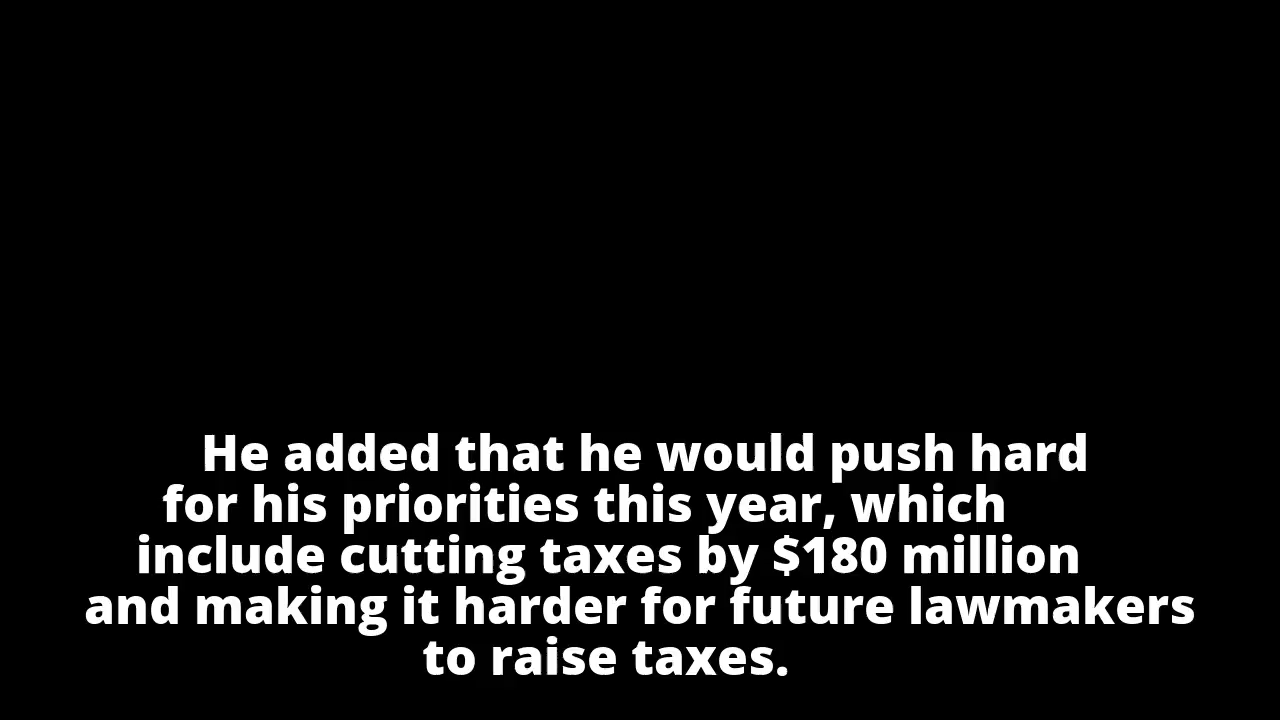 He added that he would push hard
for his priorities this year, which
include cutting taxes by $180 million
and making it harder for future lawmakers
to raise taxes.